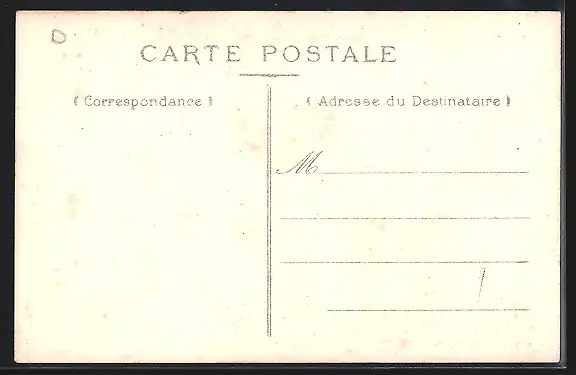 D
CARTE POSTALE
( Correspondance )
( Adresse du Destinataire )
M